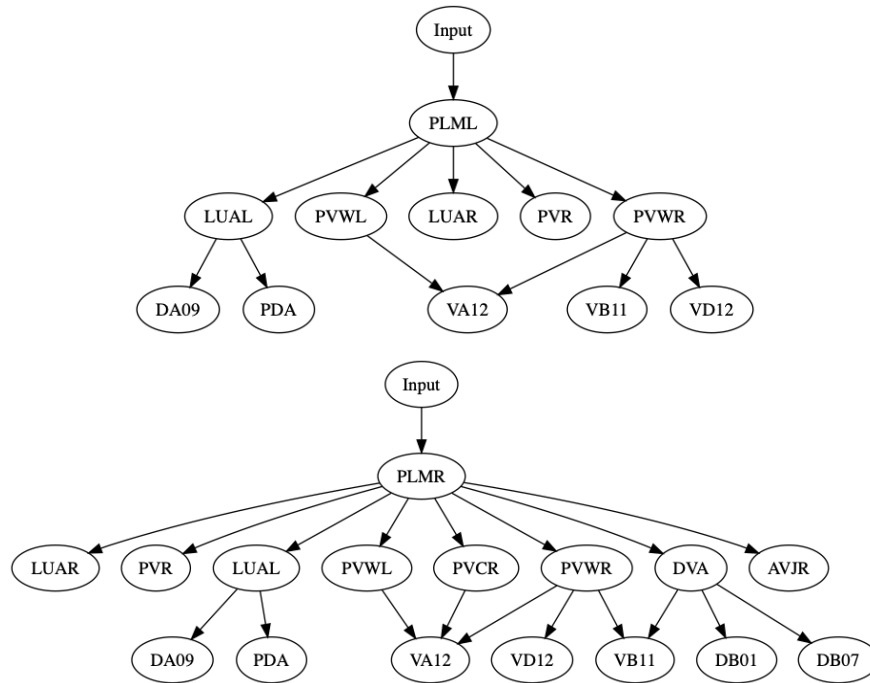 Input
PLML
LUAL PVWL LUAR PVR PVWR
DA09 PDA VA12 VB11 VD12
Input
PLMR
LUAR PVR LUAL PVWL PVCR PVWR DVA AVJR
DA09 PDA VA12 VD12 VB11 DB01 DB07